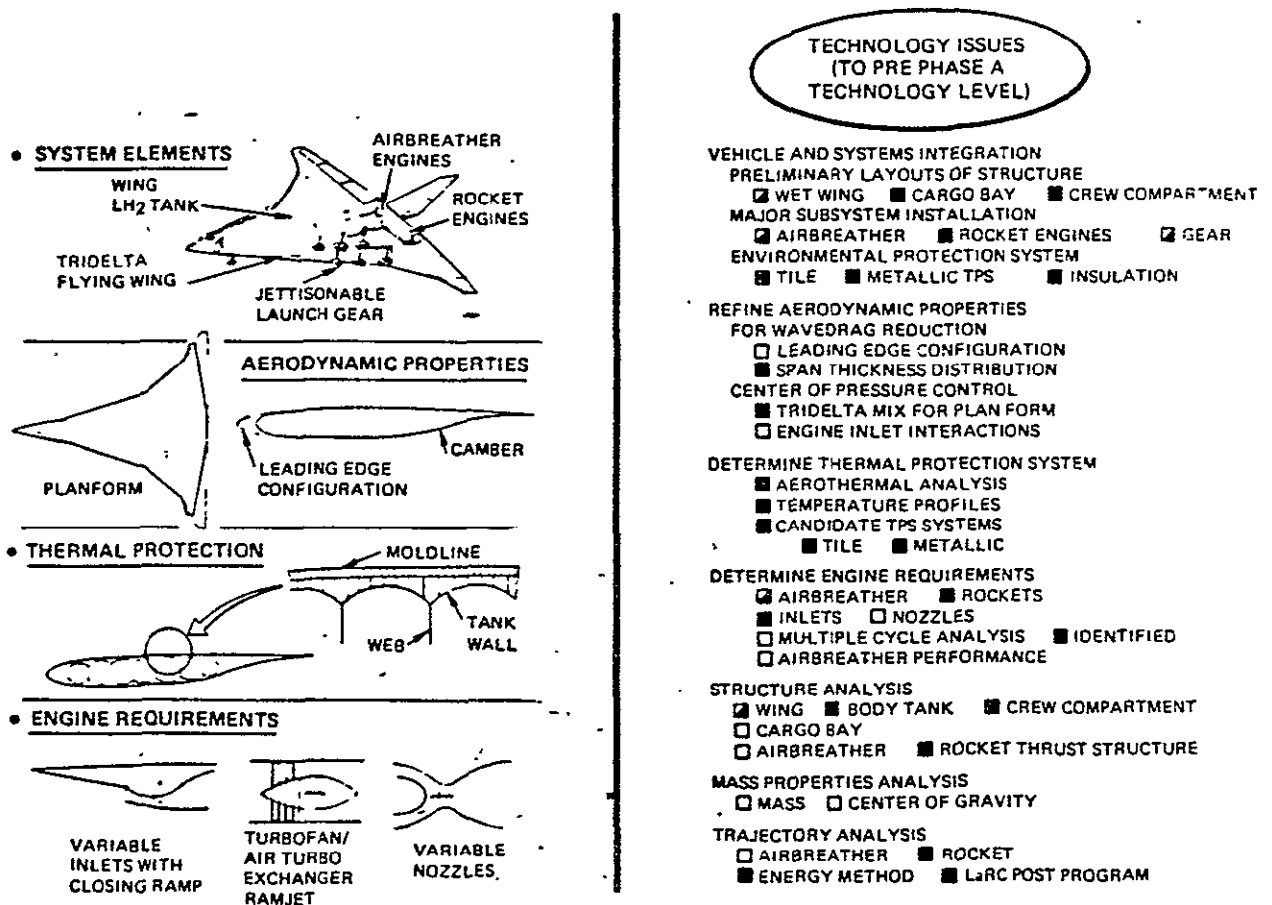 • SYSTEM ELEMENTS
WING
LH2 TANK
AIRBREATHER
ENGINES
ROCKET
ENGINES
TRIDELTA
FLYING WING
JETTISONABLE
LAUNCH GEAR
AERODYNAMIC PROPERTIES
PLANFORM
LEADING EDGE
CONFIGURATION
CAMBER
• THERMAL PROTECTION
MOLDLINE
WEB
TANK
WALL
• ENGINE REQUIREMENTS
VARIABLE
INLETS WITH
CLOSING RAMP
TURBOFAN/
AIR TURBO
EXCHANGER
RAMJET
VARIABLE
NOZZLES
TECHNOLOGY ISSUES
(TO PRE PHASE A
TECHNOLOGY LEVEL)
VEHICLE AND SYSTEMS INTEGRATION
PRELIMINARY LAYOUTS OF STRUCTURE
WET WING CARGO BAY CREW COMPARTMENT
MAJOR SUBSYSTEM INSTALLATION
AIRBREATHER ROCKET ENGINES GEAR
ENVIRONMENTAL PROTECTION SYSTEM
TILE METALLIC TPS INSULATION
REFINE AERODYNAMIC PROPERTIES
FOR WAVEDRAG REDUCTION
LEADING EDGE CONFIGURATION
SPAN THICKNESS DISTRIBUTION
CENTER OF PRESSURE CONTROL
TRIDELTA MIX FOR PLAN FORM
ENGINE INLET INTERACTIONS
DETERMINE THERMAL PROTECTION SYSTEM
AEROTHERMAL ANALYSIS
TEMPERATURE PROFILES
CANDIDATE TPS SYSTEMS
TILE METALLIC
DETERMINE ENGINE REQUIREMENTS
AIRBREATHER ROCKETS
INLETS NOZZLES
MULTIPLE CYCLE ANALYSIS IDENTIFIED
AIRBREATHER PERFORMANCE
STRUCTURE ANALYSIS
WING BODY TANK CREW COMPARTMENT
CARGO BAY
AIRBREATHER ROCKET THRUST STRUCTURE
MASS PROPERTIES ANALYSIS
MASS CENTER OF GRAVITY
TRAJECTORY ANALYSIS
AIRBREATHER ROCKET
ENERGY METHOD LaRC POST PROGRAM